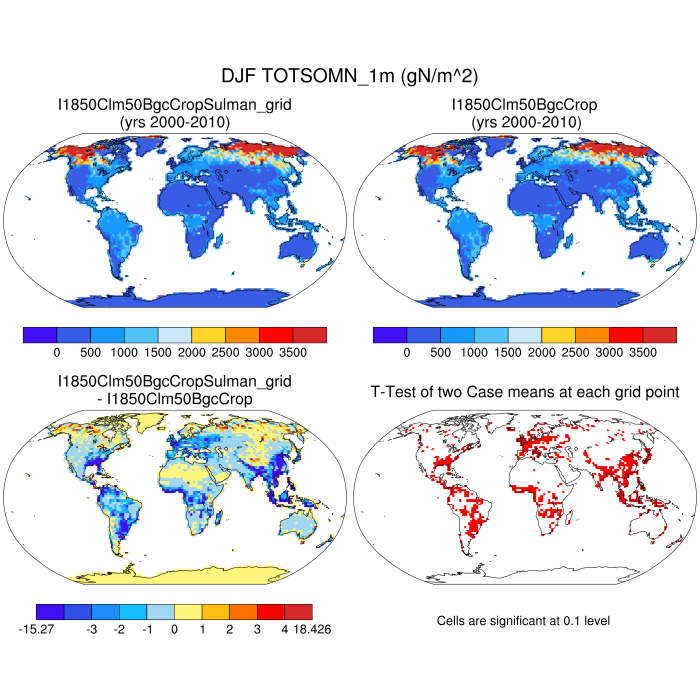 DJF TOTSOMN_1m (gN/m^2)
I1850Clm50BgcCropSulman_grid
(yrs 2000-2010)
I1850Clm50BgcCrop
(yrs 2000-2010)
0 500 1000 1500 2000 2500 3000 3500
0 500 1000 1500 2000 2500 3000 3500
I1850Clm50BgcCropSulman_grid
- I1850Clm50BgcCrop
T-Test of two Case means at each grid point
-15.27 -3 -2 -1 0 1 2 3 4 18.426
Cells are significant at 0.1 level